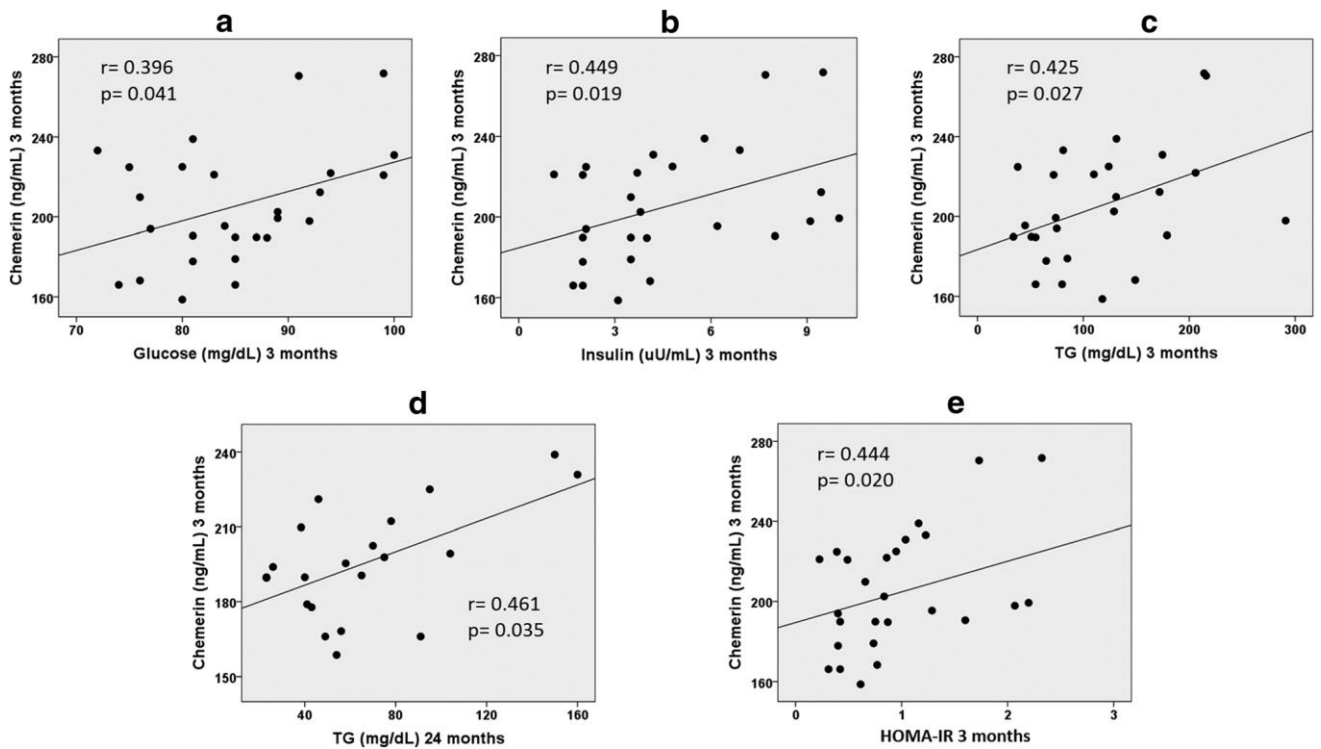 a
r= 0.396
p= 0.041
Chemerin (ng/mL) 3 months
280
240
200
160
70
80
90
100
Glucose (mg/dL) 3 months
b
r= 0.449
p= 0.019
Chemerin (ng/mL) 3 months
280
240
200
160
0
3
6
9
Insulin (uU/mL) 3 months
c
r= 0.425
p= 0.027
Chemerin (ng/mL) 3 months
280
240
200
160
0
100
200
300
TG (mg/dL) 3 months
d
r= 0.461
p= 0.035
Chemerin (ng/mL) 3 months
240
210
180
150
40
80
120
160
TG (mg/dL) 24 months
e
r= 0.444
p= 0.020
Chemerin (ng/mL) 3 months
280
240
200
160
0
1
2
3
HOMA-IR 3 months